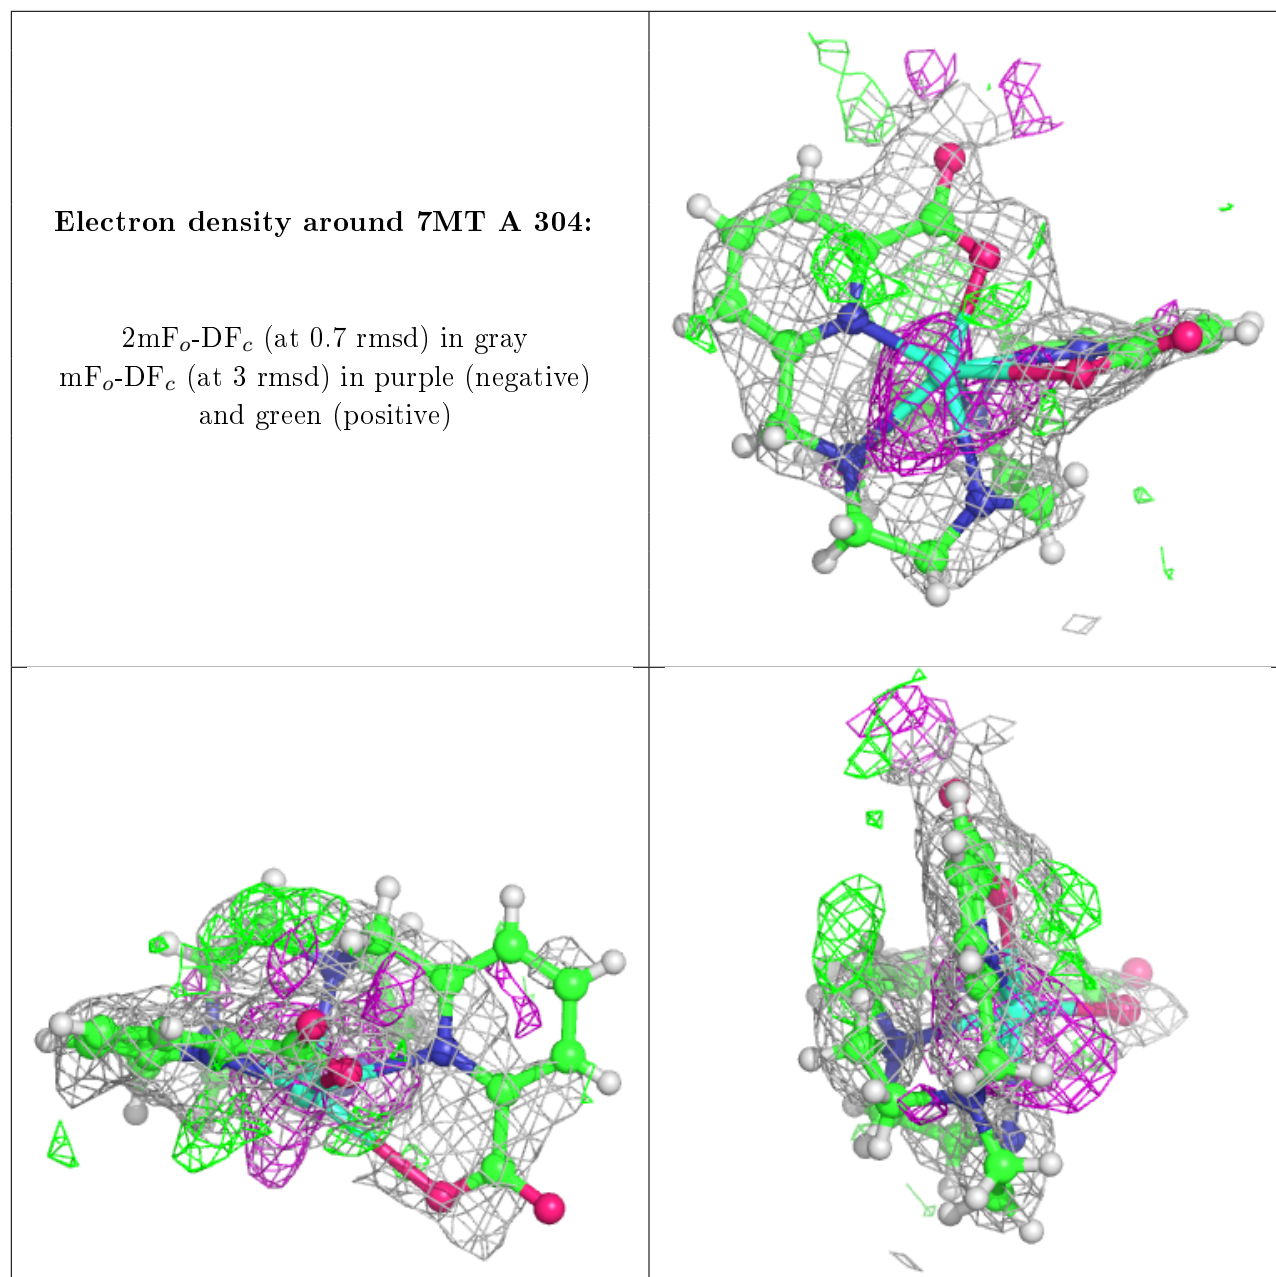 Electron density around 7MT A 304:
2mFo-DFc (at 0.7 rmsd) in gray
mFo-DFc (at 3 rmsd) in purple (negative)
and green (positive)